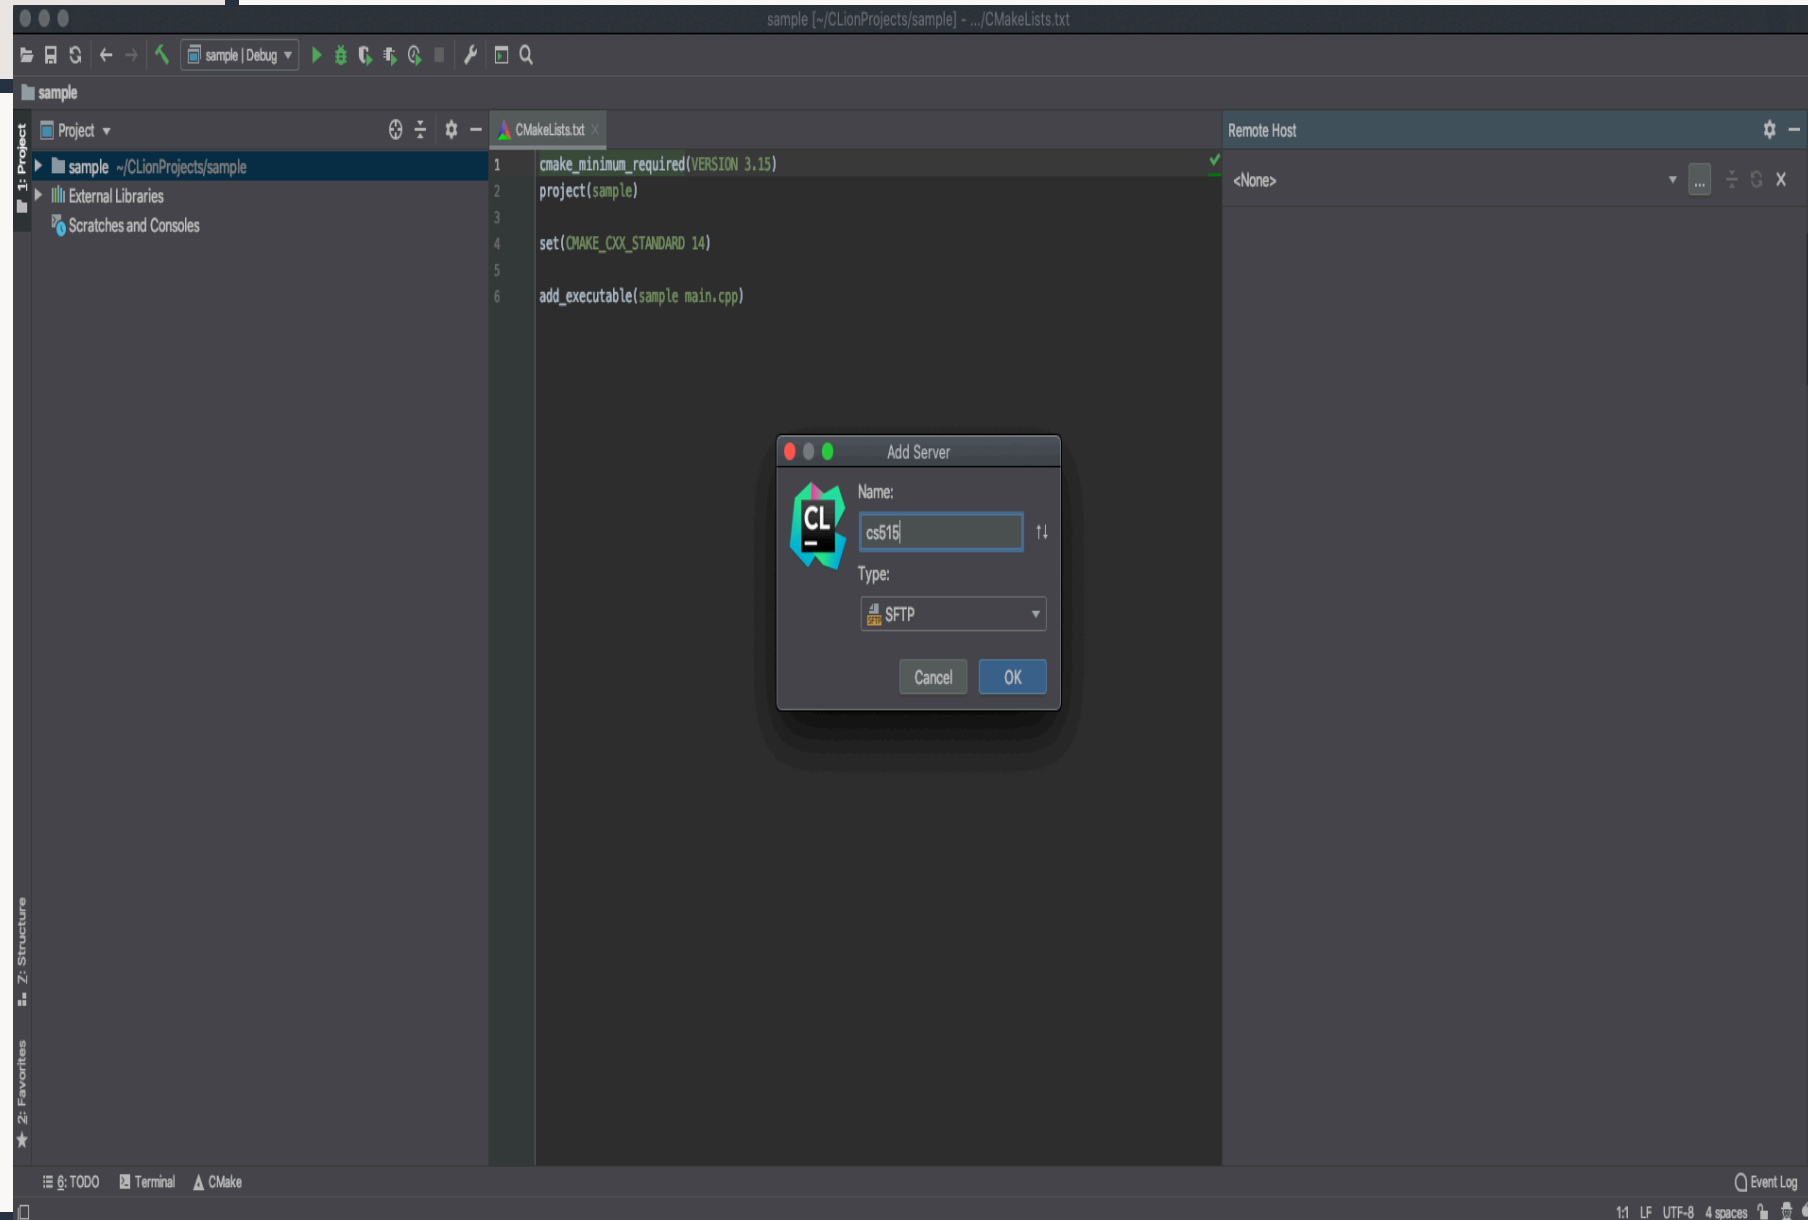 sample [~/CLionProjects/sample] - .../CMakeLists.txt
sample | Debug
sample
1: Project
Project
sample ~/CLionProjects/sample
External Libraries
Scratches and Consoles
CMakeLists.txt
1 cmake_minimum_required(VERSION 3.15)
2 project(sample)
3
4 set(CMAKE_CXX_STANDARD 14)
5
6 add_executable(sample main.cpp)
Remote Host
<None>
...
Add Server
CL
Name:
cs515
Type:
SFTP
SFTP
Cancel
OK
Z: Structure
2: Favorites
6: TODO
Terminal
CMake
Event Log
1:1 LF UTF-8 4 spaces